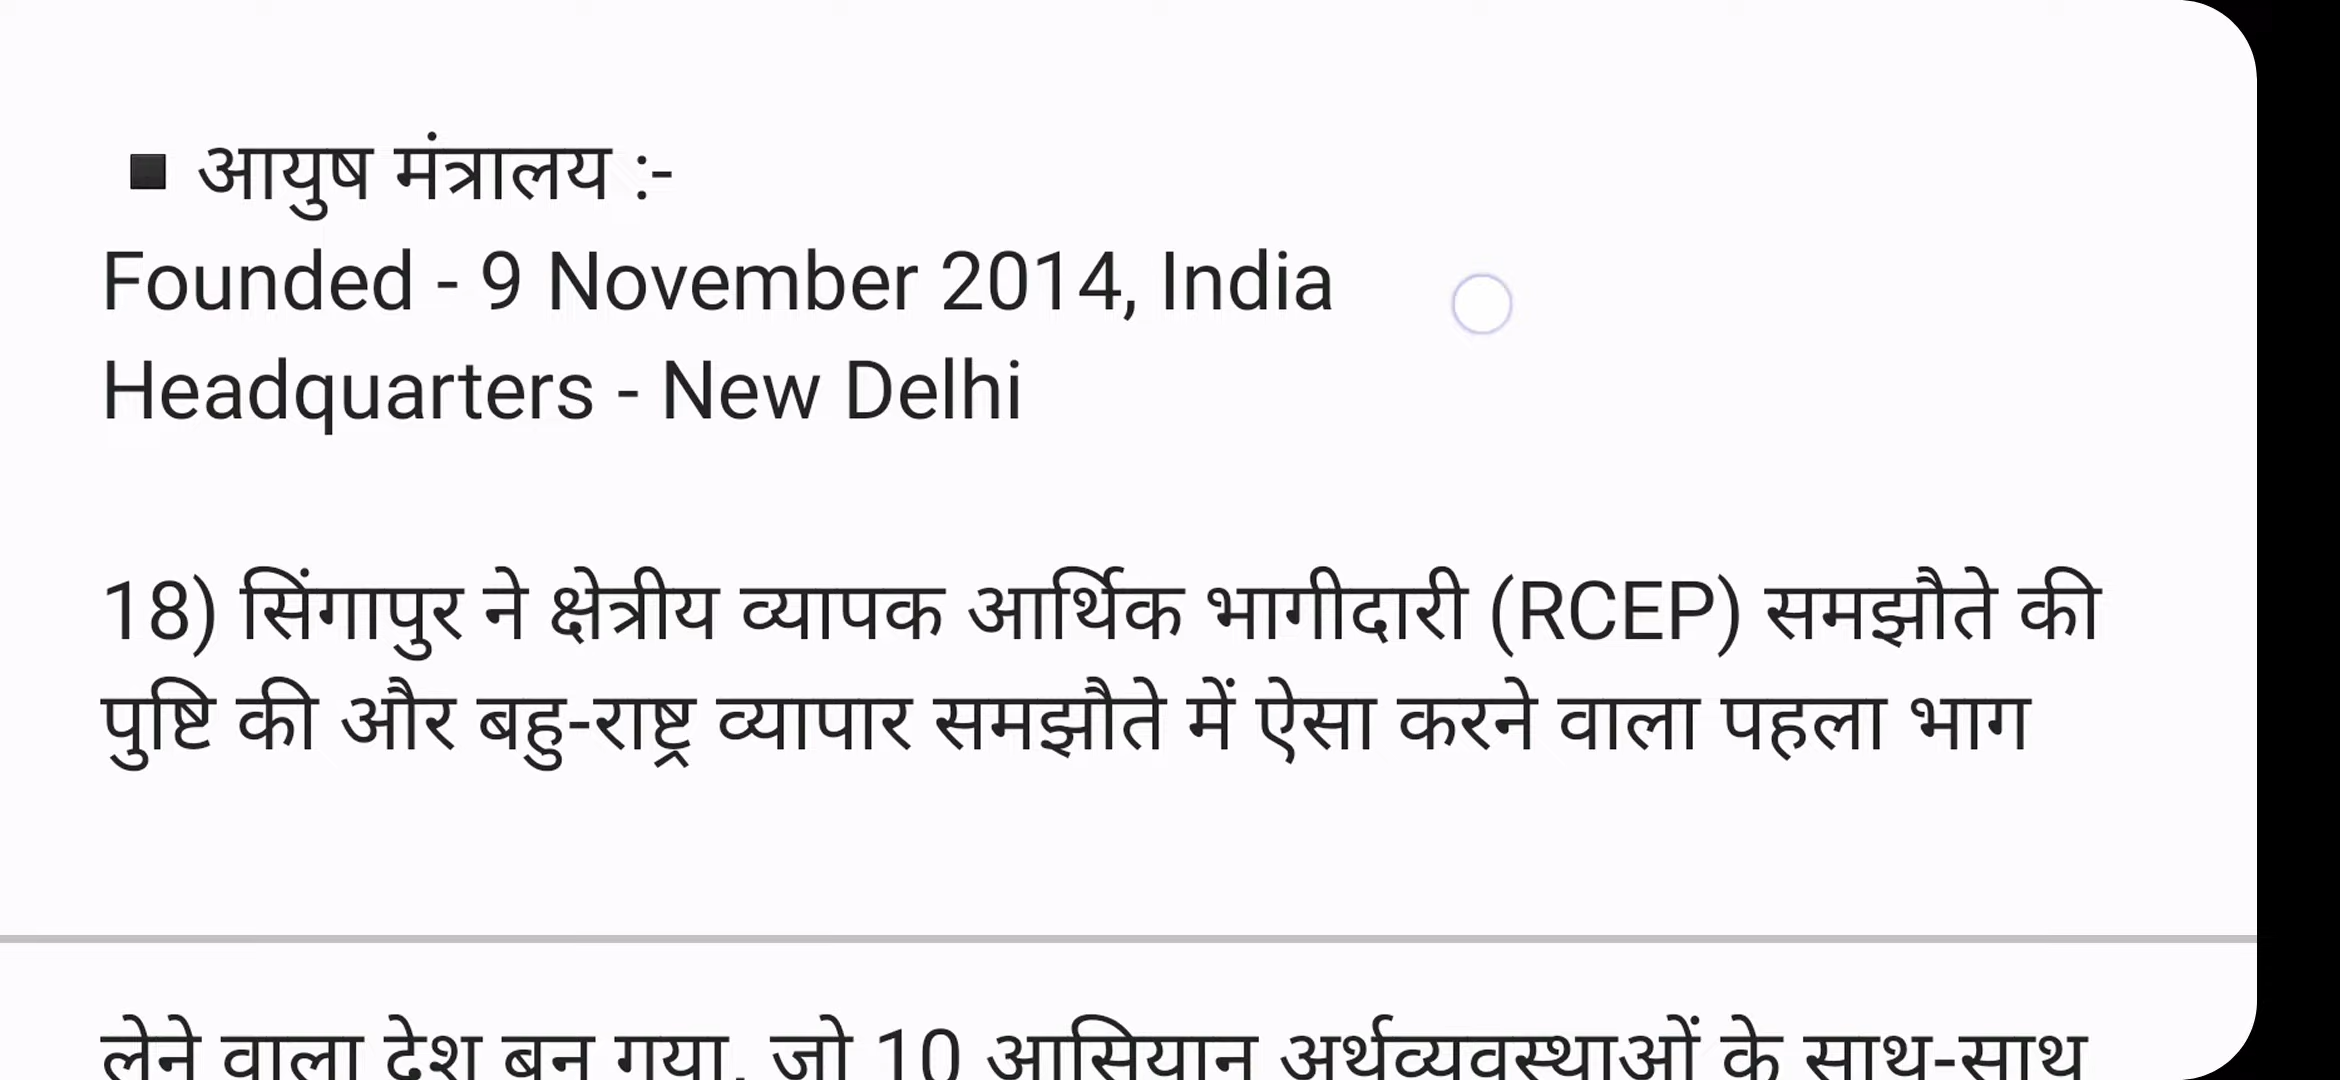 ▪ आयुष मंत्रालय :-
Founded - 9 November 2014, India
Headquarters - New Delhi
18) सिंगापुर ने क्षेत्रीय व्यापक आर्थिक भागीदारी (RCEP) समझौते की
पुष्टि की और बहु-राष्ट्र व्यापार समझौते में ऐसा करने वाला पहला भाग
लेने वाला देश बन गया, जो 10 आसियान अर्थव्यवस्थाओं के साथ-साथ